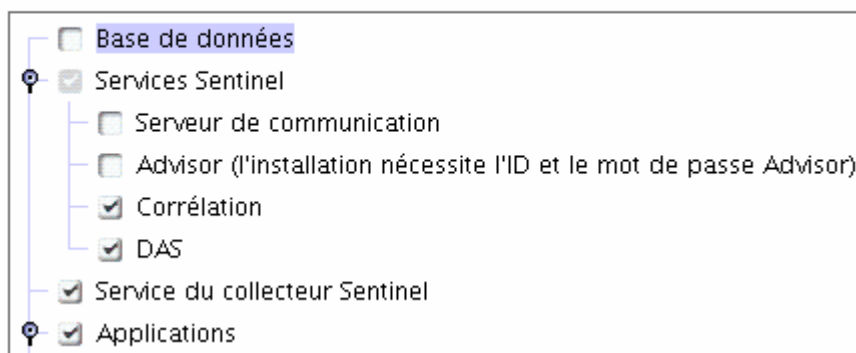 Base de données
Services Sentinel
Serveur de communication
Advisor (l'installation nécessite l'ID et le mot de passe Advisor)
Corrélation
DAS
Service du collecteur Sentinel
Applications